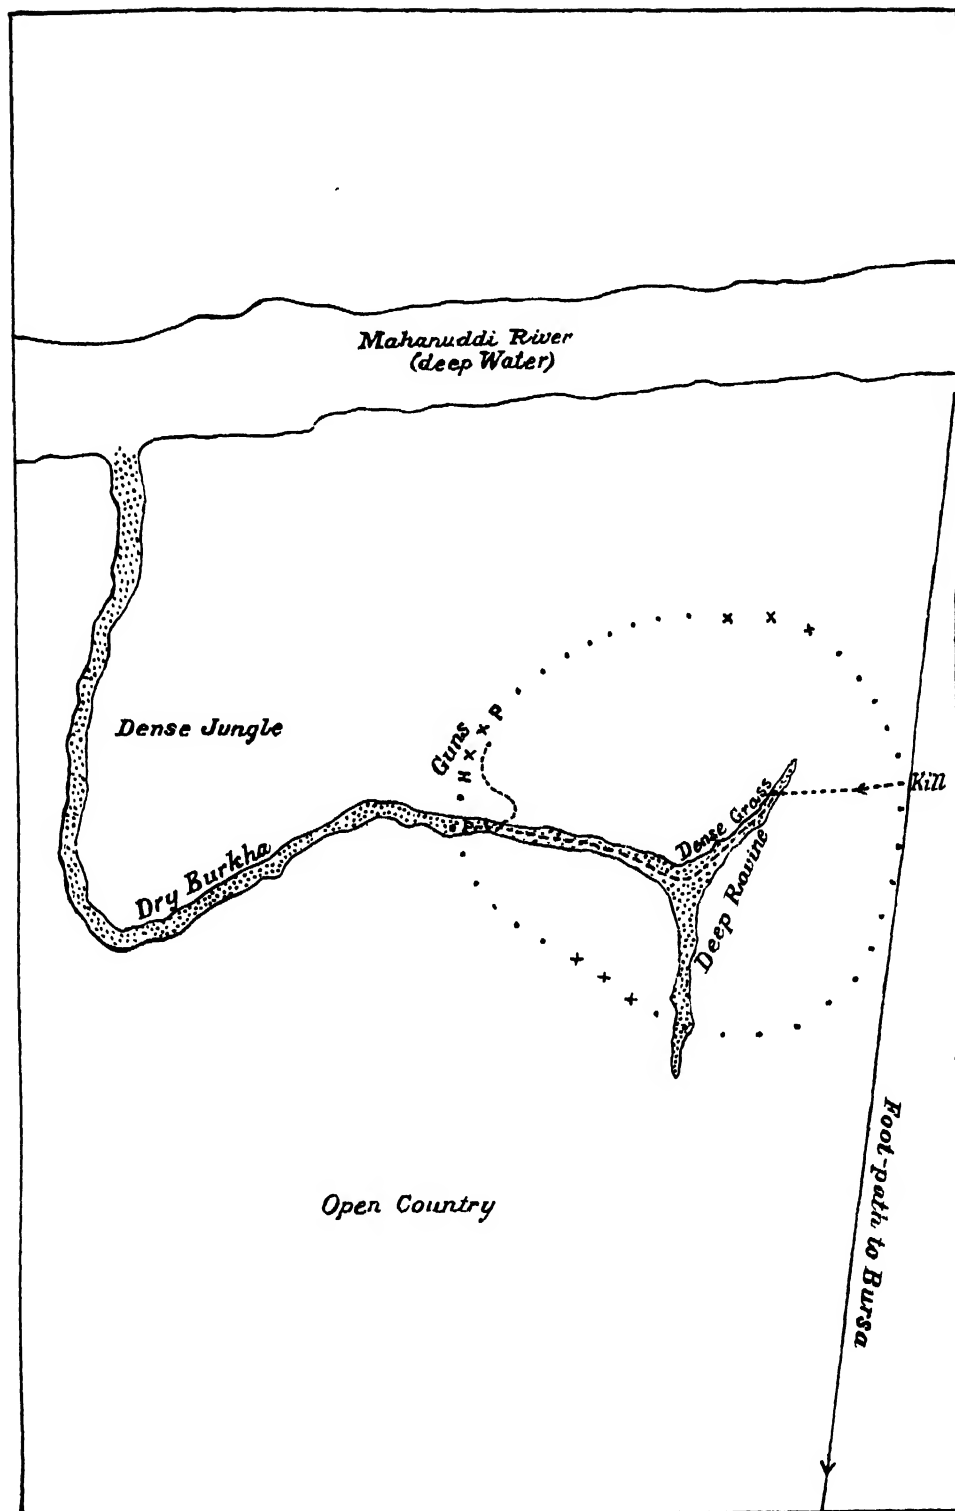 Mahanuddi River
(deep Water)
Dense Jungle
Guns
H x x P
Kill
Dense Grass
Deep Ravine
Dry Burkha
Open Country
Foot-path to Bursa